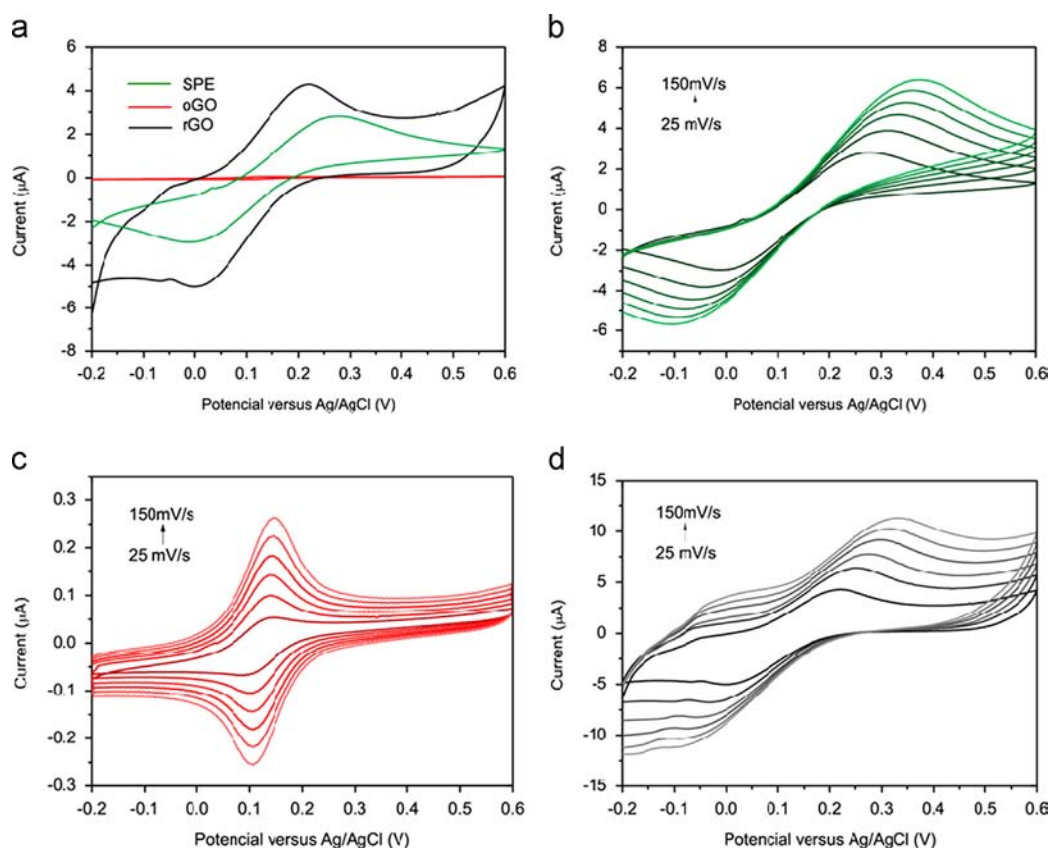 a
6
4
2
0
-2
-4
-6
-8
SPE
oGO
rGO
Current (µA)
-0.2 -0.1 0.0 0.1 0.2 0.3 0.4 0.5 0.6
Potencial versus Ag/AgCl (V)
b
8
6
4
2
0
-2
-4
-6
150mV/s
25 mV/s
Current (µA)
-0.2 -0.1 0.0 0.1 0.2 0.3 0.4 0.5 0.6
Potencial versus Ag/AgCl (V)
c
0.3
0.2
0.1
0.0
-0.1
-0.2
-0.3
150mV/s
25 mV/s
Current (µA)
-0.2 -0.1 0.0 0.1 0.2 0.3 0.4 0.5 0.6
Potencial versus Ag/AgCl (V)
d
15
10
5
0
-5
-10
-15
150mV/s
25 mV/s
Current (µA)
-0.2 -0.1 0.0 0.1 0.2 0.3 0.4 0.5 0.6
Potencial versus Ag/AgCl (V)